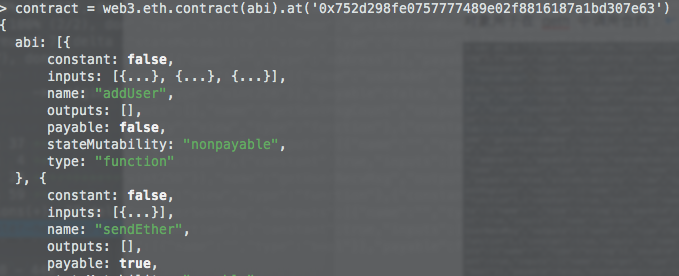 > contract = web3.eth.contract(abi).at('0x752d298fe0757777489e02f8816187a1bd307e63')
{
  abi: [{
      constant: false,
      inputs: [{...}, {...}, {...}],
      name: "addUser",
      outputs: [],
      payable: false,
      stateMutability: "nonpayable",
      type: "function"
  }, {
      constant: false,
      inputs: [{...}],
      name: "sendEther",
      outputs: [],
      payable: true,